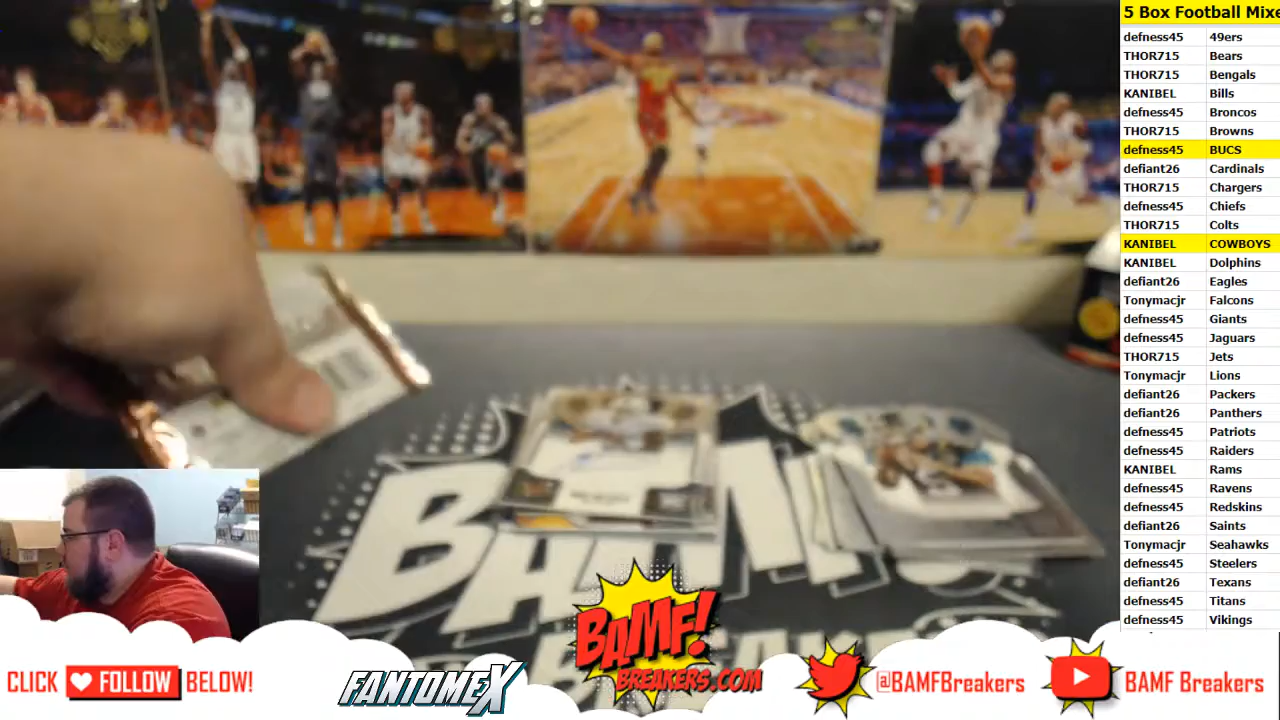 5 Box Football Mixe
defness45 49ers
THOR715 Bears
THOR715 Bengals
KANIBEL Bills
defness45 Broncos
THOR715 Browns
defness45 BUCS
defiant26 Cardinals
THOR715 Chargers
defness45 Chiefs
THOR715 Colts
KANIBEL COWBOYS
KANIBEL Dolphins
defiant26 Eagles
Tonymacjr Falcons
defness45 Giants
defness45 Jaguars
THOR715 Jets
Tonymacjr Lions
defiant26 Packers
defiant26 Panthers
defness45 Patriots
defness45 Raiders
KANIBEL Rams
defness45 Ravens
defness45 Redskins
defiant26 Saints
Tonymacjr Seahawks
defness45 Steelers
defiant26 Texans
defness45 Titans
defness45 Vikings
BAMF!
BREAKERS.COM
CLICK FOLLOW BELOW!
FANTOMEX
@BAMFBreakers
BAMF Breakers